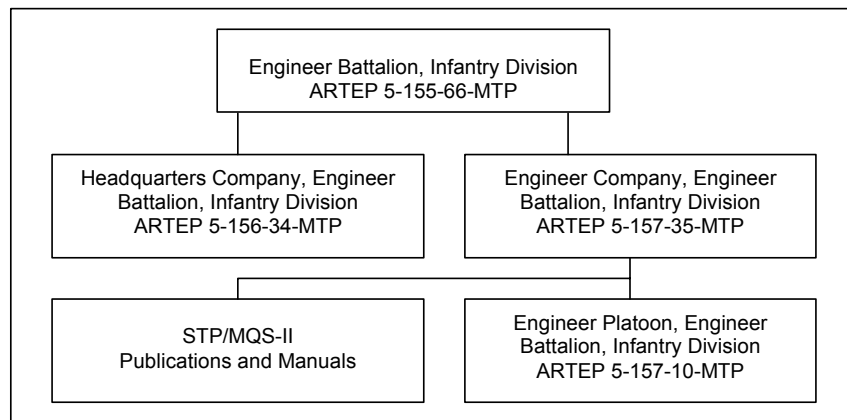 Engineer Battalion, Infantry Division
ARTEP 5-155-66-MTP
Headquarters Company, Engineer
Battalion, Infantry Division
ARTEP 5-156-34-MTP
Engineer Company, Engineer
Battalion, Infantry Division
ARTEP 5-157-35-MTP
STP/MQS-II
Publications and Manuals
Engineer Platoon, Engineer
Battalion, Infantry Division
ARTEP 5-157-10-MTP